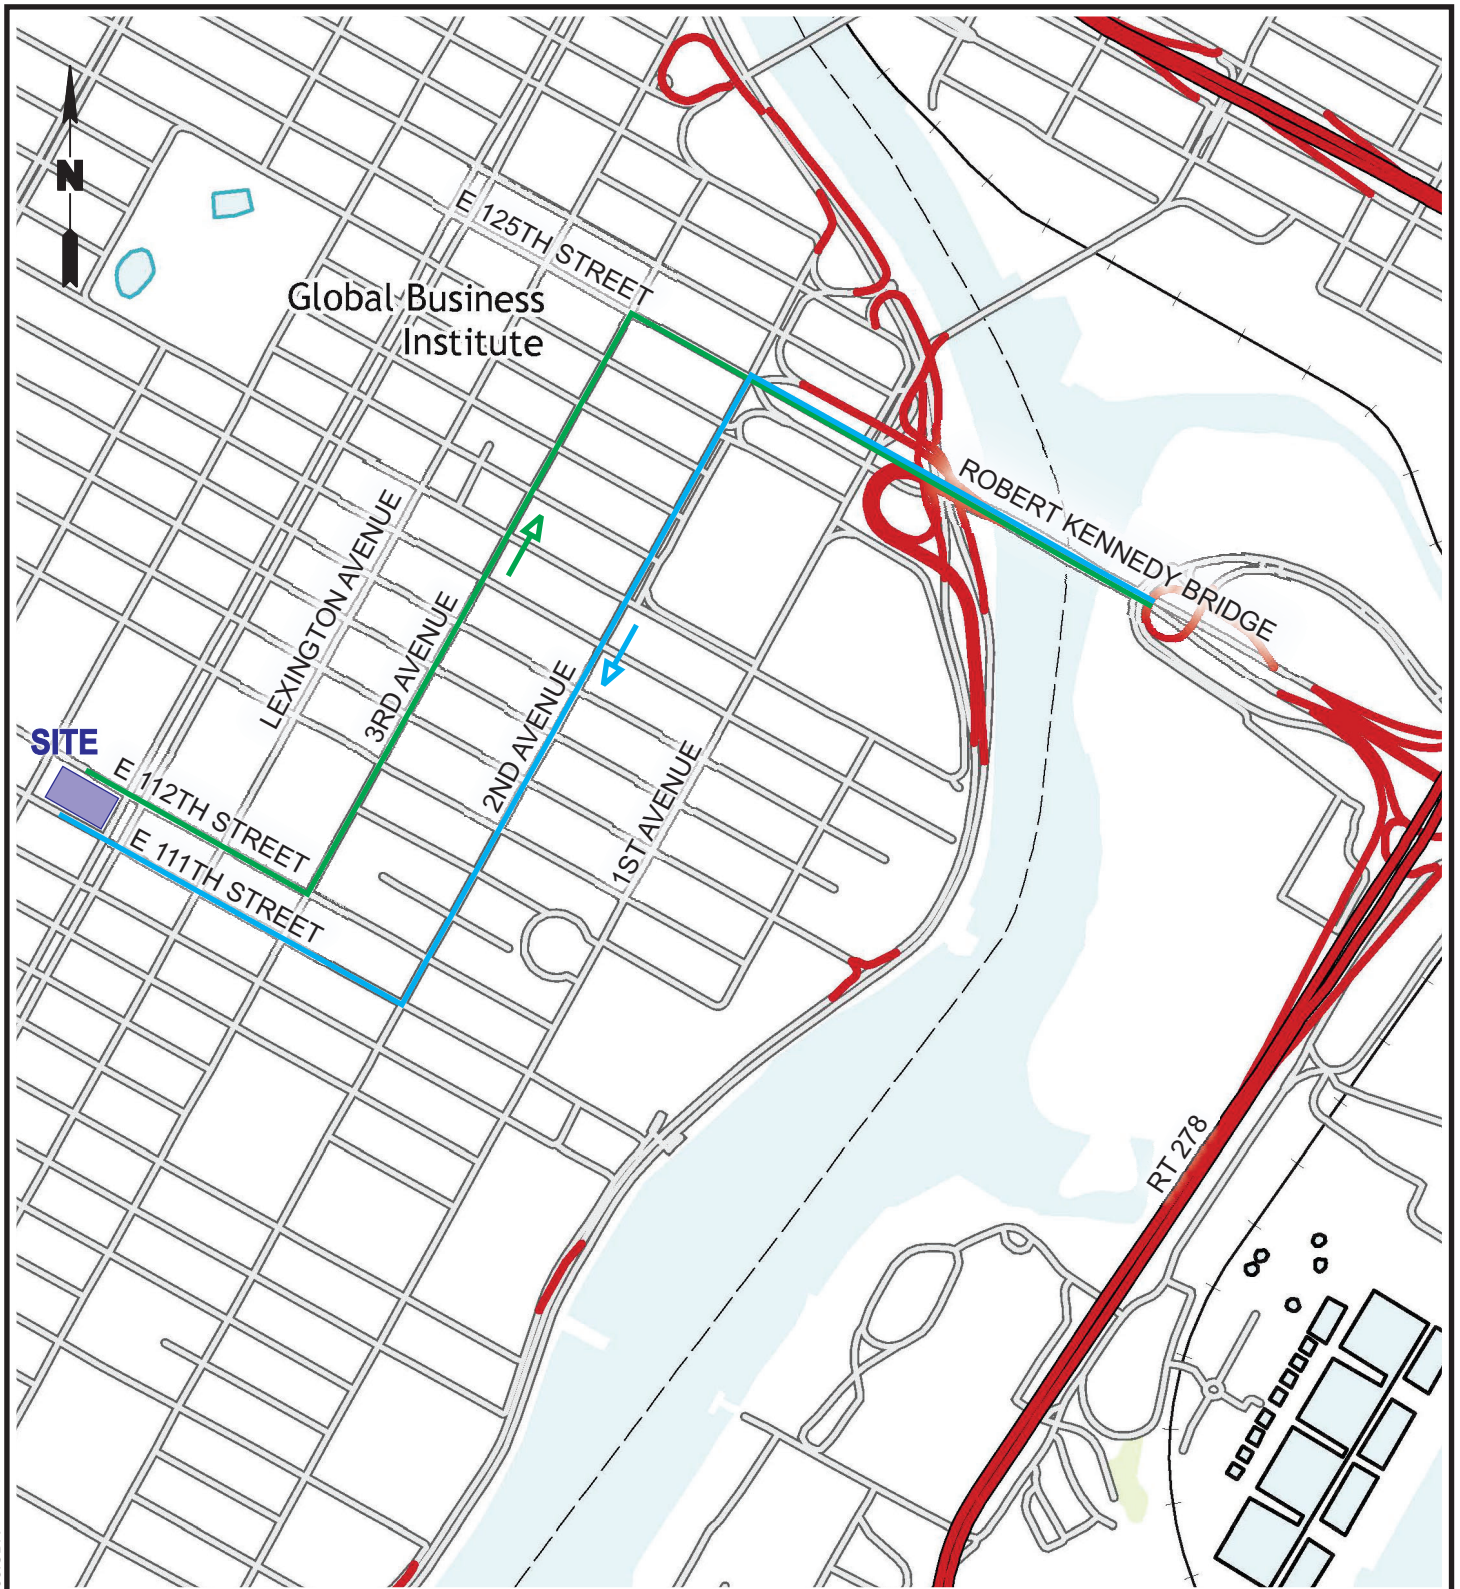 N
E 125TH STREET
Global Business
Institute
ROBERT KENNEDY BRIDGE
LEXINGTON AVENUE
3RD AVENUE
2ND AVENUE
1ST AVENUE
SITE
E 112TH STREET
E 111TH STREET
RT 278